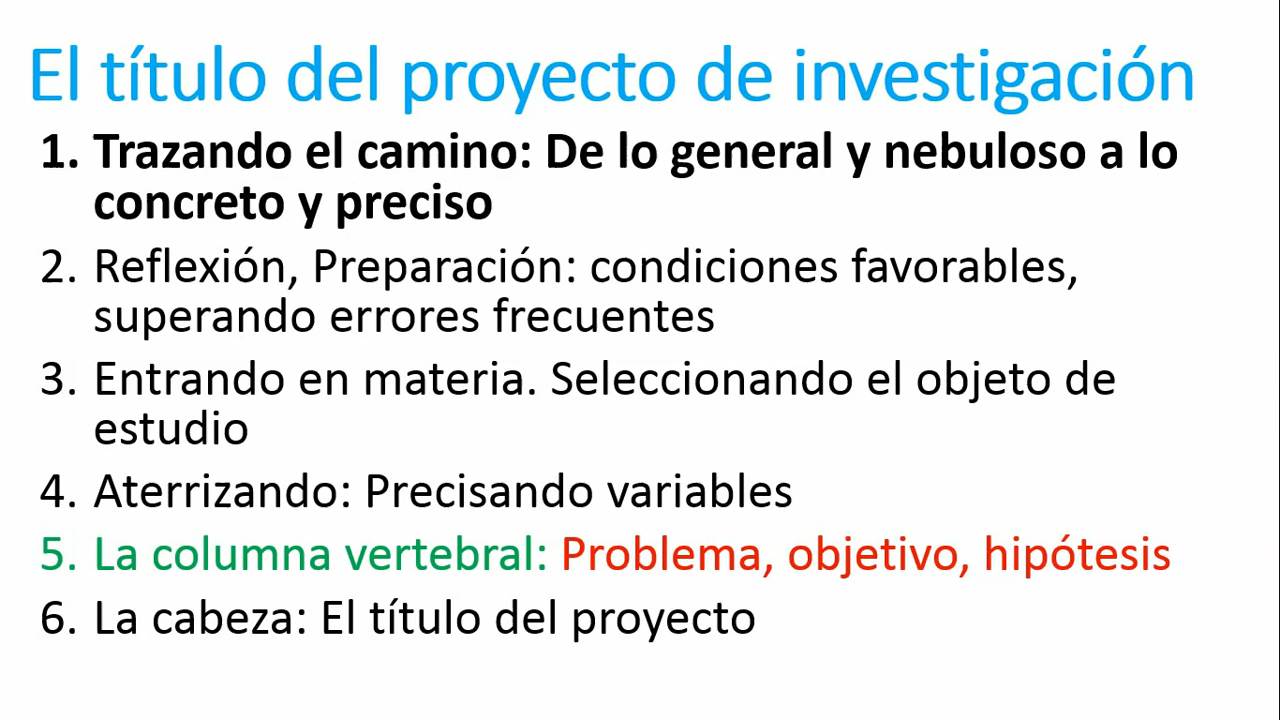 El título del proyecto de investigación
1. Trazando el camino: De lo general y nebuloso a lo
concreto y preciso
2. Reflexión, Preparación: condiciones favorables,
superando errores frecuentes
3. Entrando en materia. Seleccionando el objeto de
estudio
4. Aterrizando: Precisando variables
5. La columna vertebral: Problema, objetivo, hipótesis
6. La cabeza: El título del proyecto